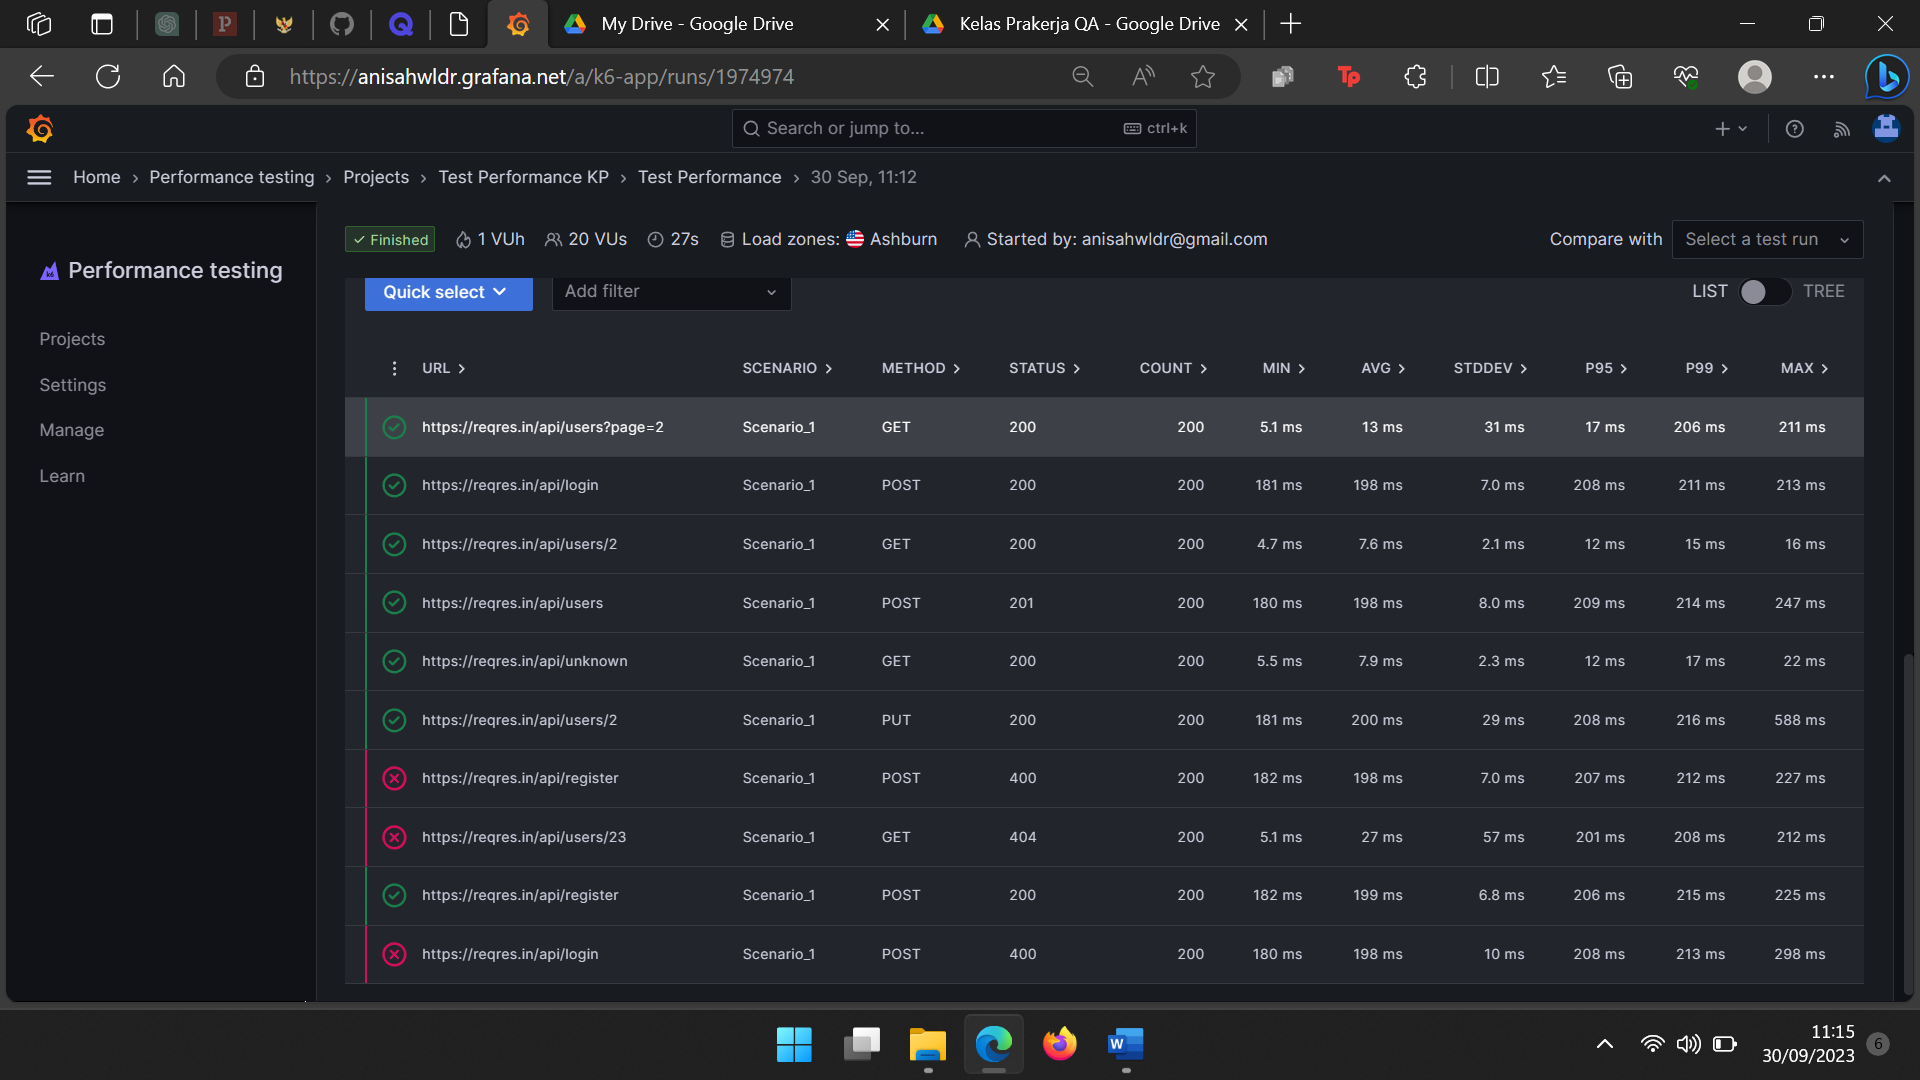 My Drive - Google Drive
Kelas Prakerja QA - Google Drive
https://anisahwldr.grafana.net/a/k6-app/runs/1974974
Search or jump to... ctrl+k
Home › Performance testing › Projects › Test Performance KP › Test Performance › 30 Sep, 11:12
Finished 1 VUh 20 VUs 27s Load zones: Ashburn Started by: anisahwldr@gmail.com Compare with Select a test run
Performance testing
Projects
Settings
Manage
Learn
Quick select Add filter LIST TREE
URL SCENARIO METHOD STATUS COUNT MIN AVG STDDEV P95 P99 MAX
https://reqres.in/api/users?page=2 Scenario_1 GET 200 200 5.1 ms 13 ms 31 ms 17 ms 206 ms 211 ms
https://reqres.in/api/login Scenario_1 POST 200 200 181 ms 198 ms 7.0 ms 208 ms 211 ms 213 ms
https://reqres.in/api/users/2 Scenario_1 GET 200 200 4.7 ms 7.6 ms 2.1 ms 12 ms 15 ms 16 ms
https://reqres.in/api/users Scenario_1 POST 201 200 180 ms 198 ms 8.0 ms 209 ms 214 ms 247 ms
https://reqres.in/api/unknown Scenario_1 GET 200 200 5.5 ms 7.9 ms 2.3 ms 12 ms 17 ms 22 ms
https://reqres.in/api/users/2 Scenario_1 PUT 200 200 181 ms 200 ms 29 ms 208 ms 216 ms 588 ms
https://reqres.in/api/register Scenario_1 POST 400 200 182 ms 198 ms 7.0 ms 207 ms 212 ms 227 ms
https://reqres.in/api/users/23 Scenario_1 GET 404 200 5.1 ms 27 ms 57 ms 201 ms 208 ms 212 ms
https://reqres.in/api/register Scenario_1 POST 200 200 182 ms 199 ms 6.8 ms 206 ms 215 ms 225 ms
https://reqres.in/api/login Scenario_1 POST 400 200 180 ms 198 ms 10 ms 208 ms 213 ms 298 ms
11:15
30/09/2023
6